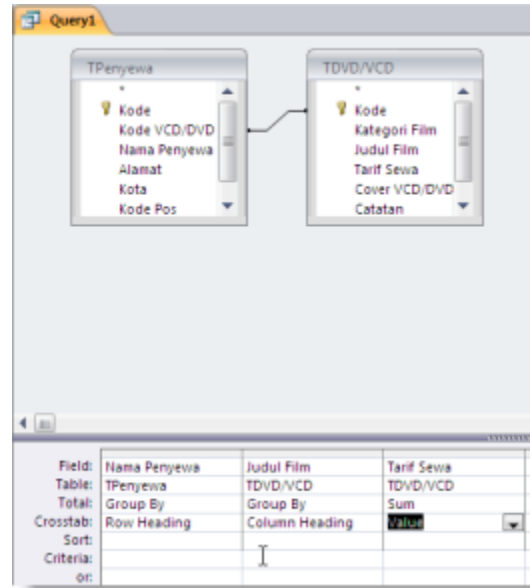 Query1
TPenyewa
*
Kode
Kode VCD/DVD
Nama Penyewa
Alamat
Kota
Kode Pos
TDVD/VCD
*
Kode
Kategori Film
Judul Film
Tarif Sewa
Cover VCD/DVD
Catatan
Field: Nama Penyewa Judul Film Tarif Sewa
Table: TPenyewa TDVD/VCD TDVD/VCD
Total: Group By Group By Sum
Crosstab: Row Heading Column Heading Value
Sort:
Criteria:
or: